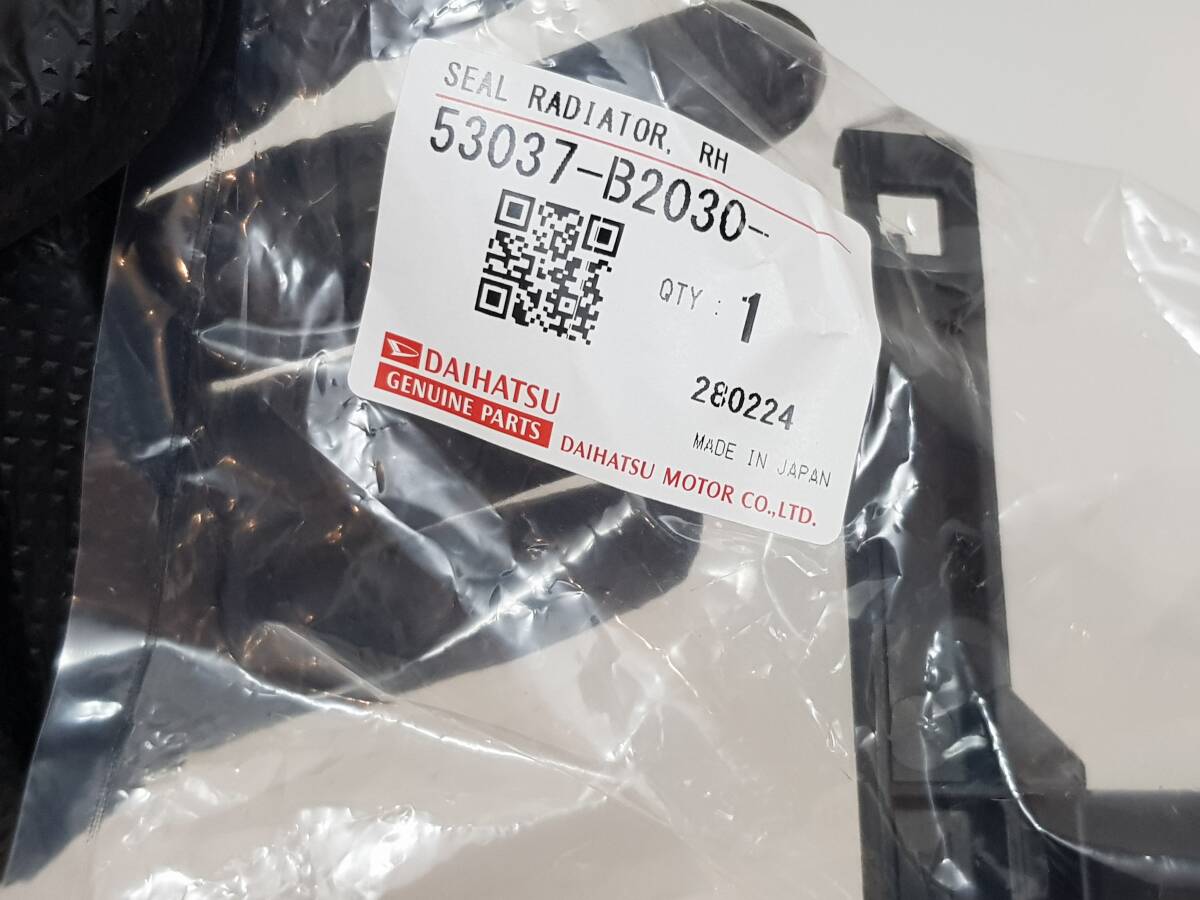 SEAL RADIATOR, RH
53037-B2030-
QTY : 1
280224
MADE IN JAPAN
DAIHATSU
GENUINE PARTS
DAIHATSU MOTOR CO.,LTD.